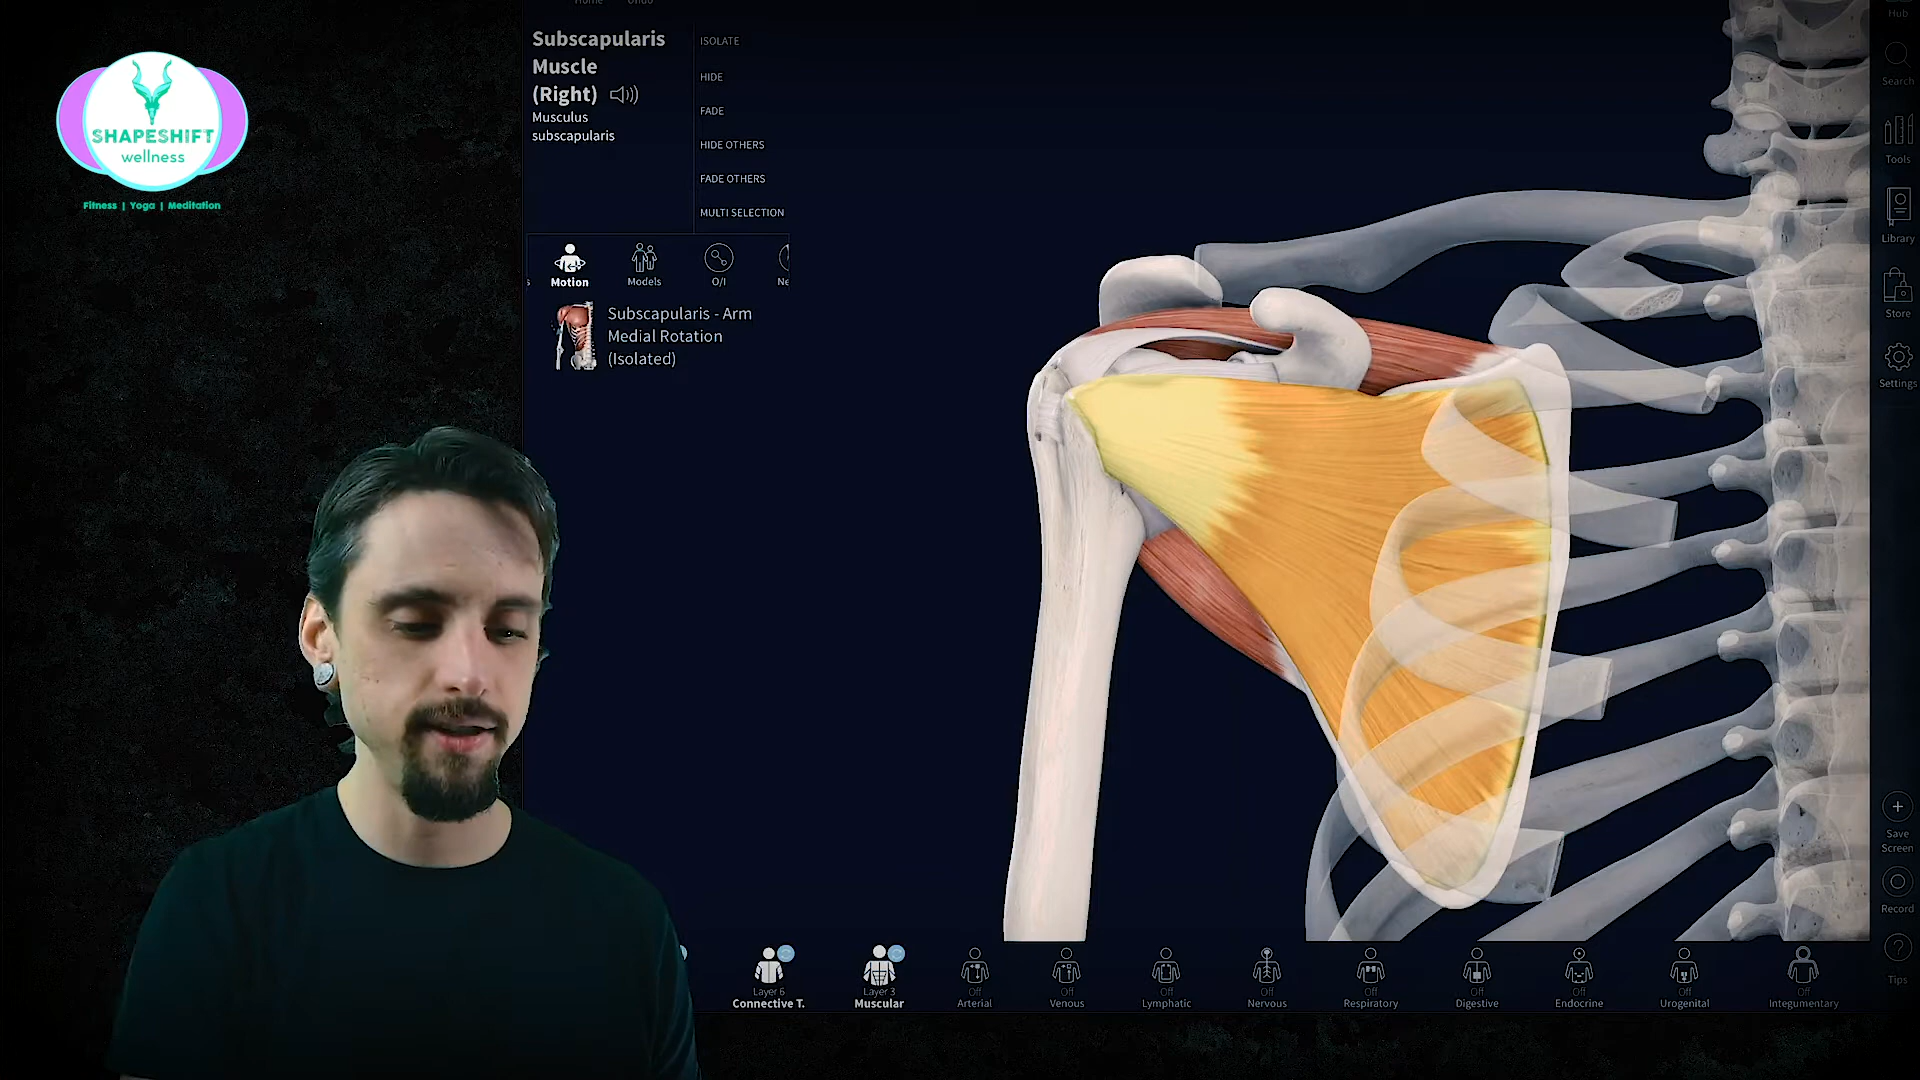 Home Undo
SHAPESHIFT
wellness
Fitness | Yoga | Meditation
Subscapularis
Muscle
(Right)
Musculus
subscapularis
ISOLATE
HIDE
FADE
HIDE OTHERS
FADE OTHERS
MULTI SELECTION
Motion
Models
O/I
Subscapularis - Arm
Medial Rotation
(Isolated)
Hub
Search
Tools
Library
Store
Settings
Save
Screen
Record
Tips
Layer 6
Connective T.
Layer 3
Muscular
Off
Arterial
Off
Venous
Off
Lymphatic
Off
Nervous
Off
Respiratory
Off
Digestive
Off
Endocrine
Off
Urogenital
Off
Integumentary